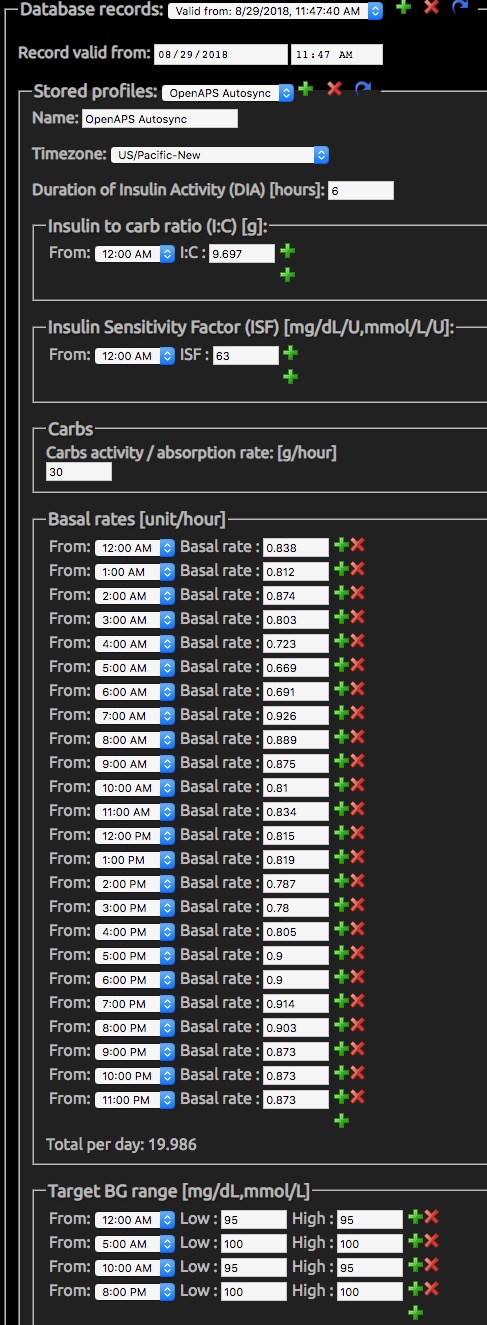 Database records: Valid from: 8/29/2018, 11:47:40 AM
Record valid from: 08/29/2018 11:47 AM
Stored profiles: OpenAPS Autosync
Name: OpenAPS Autosync
Timezone: US/Pacific-New
Duration of Insulin Activity (DIA) [hours]: 6
Insulin to carb ratio (I:C) [g]:
From: 12:00 AM I:C : 9.697
Insulin Sensitivity Factor (ISF) [mg/dL/U,mmol/L/U]:
From: 12:00 AM ISF : 63
Carbs
Carbs activity / absorption rate: [g/hour]
30
Basal rates [unit/hour]
From: 12:00 AM Basal rate : 0.838
From: 1:00 AM Basal rate : 0.812
From: 2:00 AM Basal rate : 0.874
From: 3:00 AM Basal rate : 0.803
From: 4:00 AM Basal rate : 0.723
From: 5:00 AM Basal rate : 0.669
From: 6:00 AM Basal rate : 0.691
From: 7:00 AM Basal rate : 0.926
From: 8:00 AM Basal rate : 0.889
From: 9:00 AM Basal rate : 0.875
From: 10:00 AM Basal rate : 0.81
From: 11:00 AM Basal rate : 0.834
From: 12:00 PM Basal rate : 0.815
From: 1:00 PM Basal rate : 0.819
From: 2:00 PM Basal rate : 0.787
From: 3:00 PM Basal rate : 0.78
From: 4:00 PM Basal rate : 0.805
From: 5:00 PM Basal rate : 0.9
From: 6:00 PM Basal rate : 0.9
From: 7:00 PM Basal rate : 0.914
From: 8:00 PM Basal rate : 0.903
From: 9:00 PM Basal rate : 0.873
From: 10:00 PM Basal rate : 0.873
From: 11:00 PM Basal rate : 0.873
Total per day: 19.986
Target BG range [mg/dL,mmol/L]
From: 12:00 AM Low : 95 High : 95
From: 5:00 AM Low : 100 High : 100
From: 10:00 AM Low : 95 High : 95
From: 8:00 PM Low : 100 High : 100